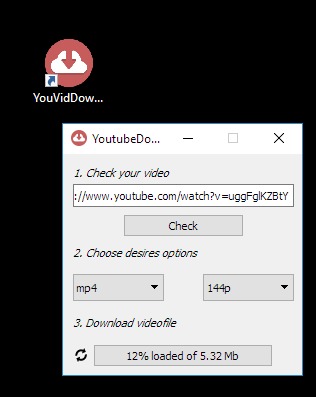 YouVidDow...
YoutubeDo...
1. Check your video
://www.youtube.com/watch?v=uggFglKZBtY
Check
2. Choose desires options
mp4
144p
3. Download videofile
12% loaded of 5.32 Mb